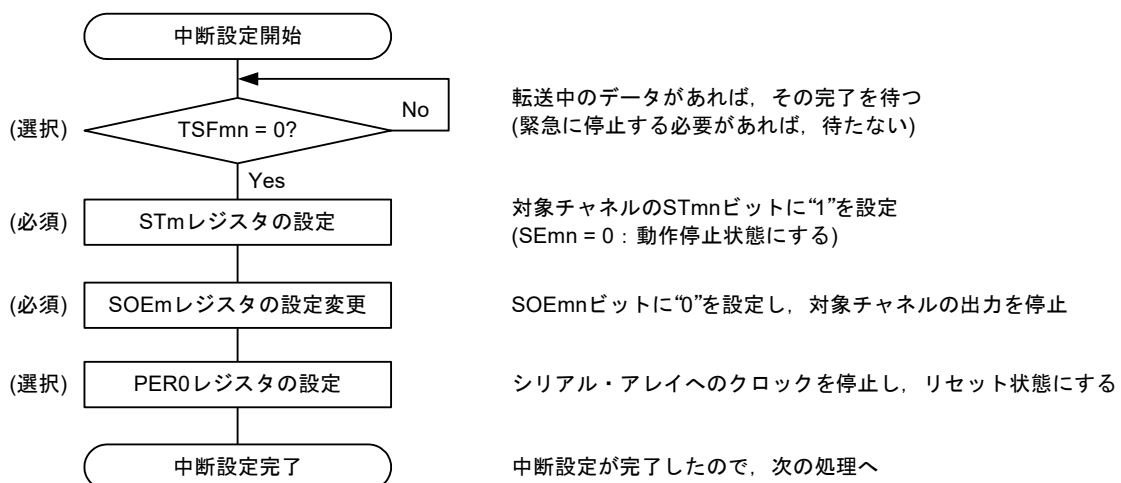 中断設定開始
No
転送中のデータがあれば，その完了を待つ
(選択)
TSFmn = 0?
(緊急に停止する必要があれば，待たない)
Yes
(必須)
STmレジスタの設定
対象チャネルのSTmnビットに“1”を設定
(SEmn = 0：動作停止状態にする)
(必須)
SOEmレジスタの設定変更
SOEmnビットに“0”を設定し，対象チャネルの出力を停止
(選択)
PER0レジスタの設定
シリアル・アレイへのクロックを停止し，リセット状態にする
中断設定完了
中断設定が完了したので，次の処理へ